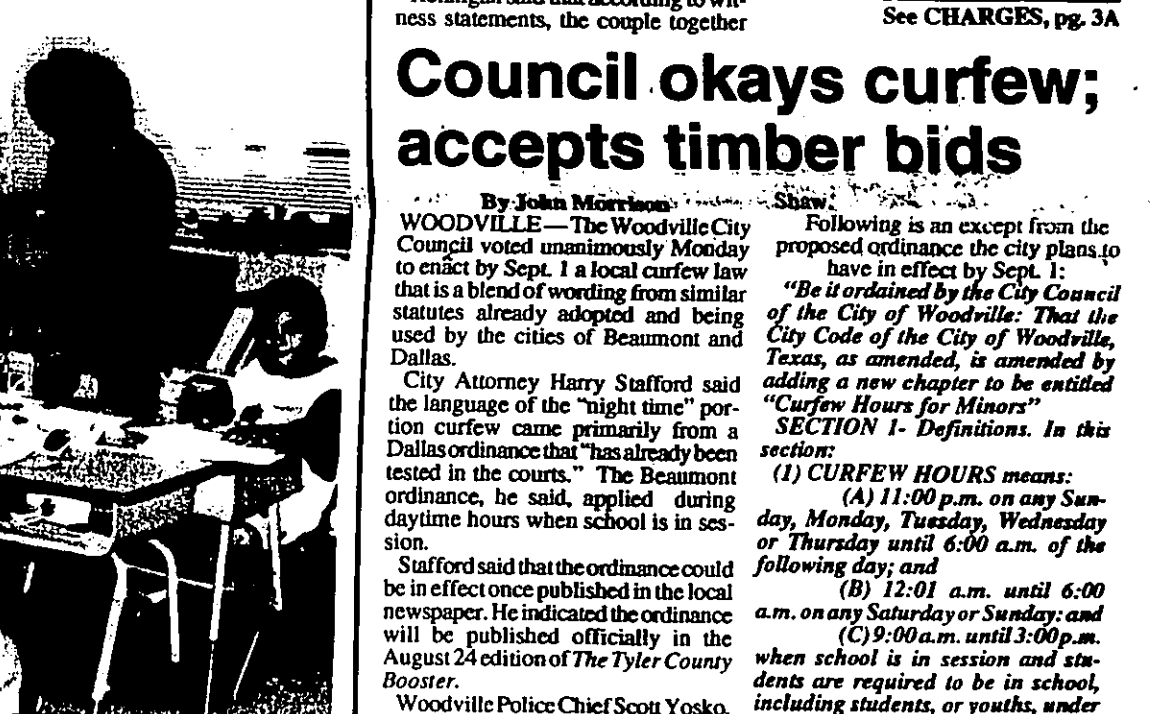 ness statements, the couple together
See CHARGES, pg. 3A
Council okays curfew;
accepts timber bids
By John Morrison
WOODVILLE—The Woodville City
Council voted unanimously Monday
to enact by Sept. 1 a local curfew law
that is a blend of wording from similar
statutes already adopted and being
used by the cities of Beaumont and
Dallas.
City Attorney Harry Stafford said
the language of the "night time" por-
tion curfew came primarily from a
Dallas ordinance that "has already been
tested in the courts." The Beaumont
ordinance, he said, applied during
daytime hours when school is in ses-
sion.
Stafford said that the ordinance could
be in effect once published in the local
newspaper. He indicated the ordinance
will be published officially in the
August 24 edition of The Tyler County
Booster.
Woodville Police Chief Scott Yosko,
Shaw.
Following is an except from the
proposed ordinance the city plans to
have in effect by Sept. 1:
"Be it ordained by the City Council
of the City of Woodville: That the
City Code of the City of Woodville,
Texas, as amended, is amended by
adding a new chapter to be entitled
"Curfew Hours for Minors"
SECTION 1- Definitions. In this
section:
(1) CURFEW HOURS means:
(A) 11:00 p.m. on any Sun-
day, Monday, Tuesday, Wednesday
or Thursday until 6:00 a.m. of the
following day; and
(B) 12:01 a.m. until 6:00
a.m. on any Saturday or Sunday: and
(C) 9:00 a.m. until 3:00 p.m.
when school is in session and stu-
dents are required to be in school,
including students, or youths, under